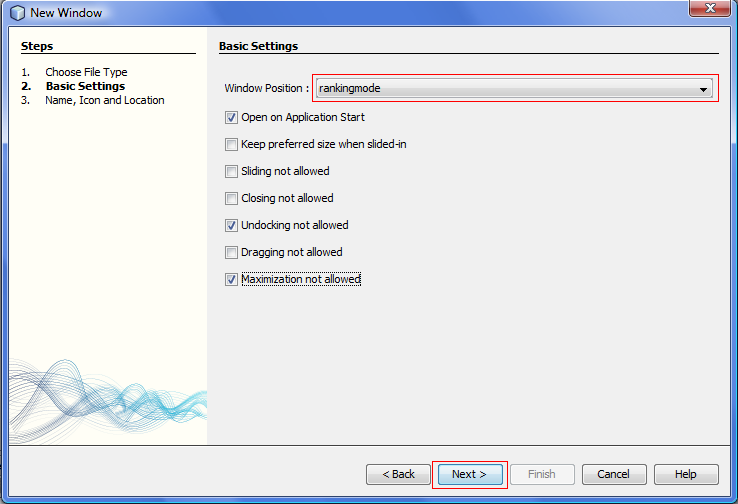 New Window
Steps
1. Choose File Type
2. Basic Settings
3. Name, Icon and Location
Basic Settings
Window Position : rankingmode
Open on Application Start
Keep preferred size when slided-in
Sliding not allowed
Closing not allowed
Undocking not allowed
Dragging not allowed
Maximization not allowed
< Back Next > Finish Cancel Help